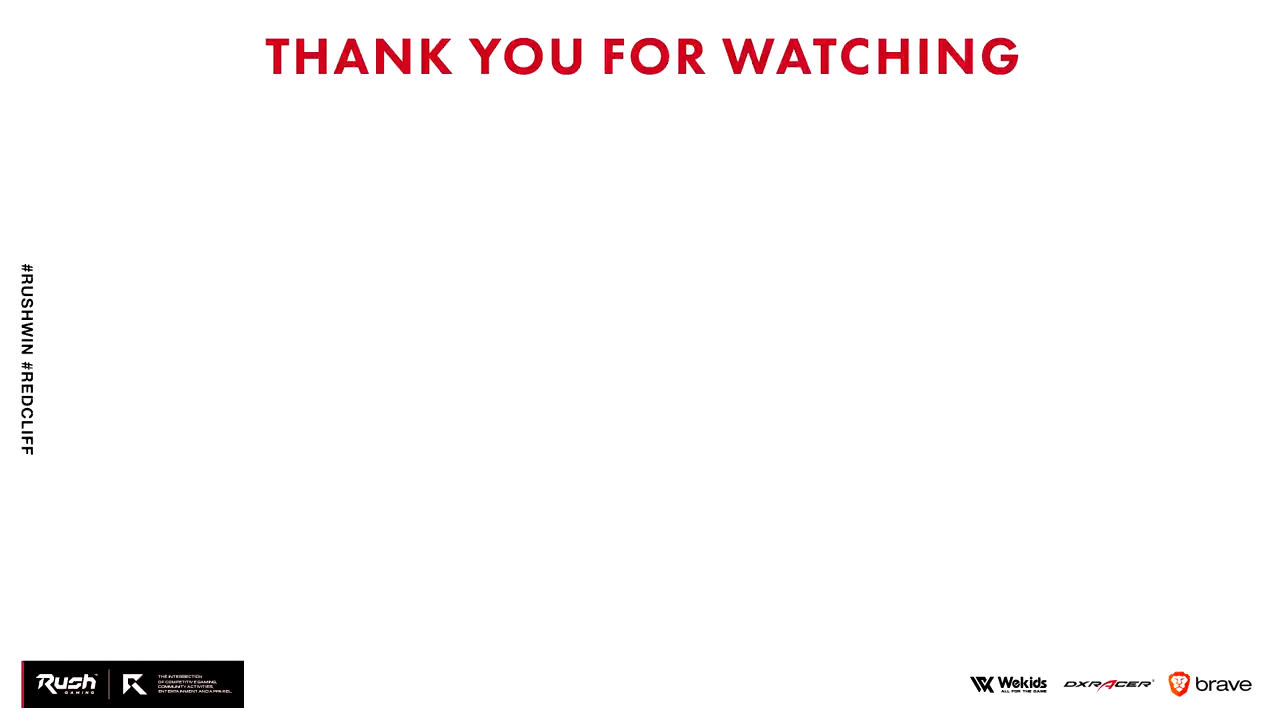 THANK YOU FOR WATCHING
#RUSHWIN #REDCLIFF
Rush
GAMING
THE INTERSECTION
OF COMPETITIVE GAMING,
COMMUNITY ACTIVITIES,
ENTERTAINMENT AND APPAREL.
Wekids
ALL FOR THE GAME
DXRACER
brave